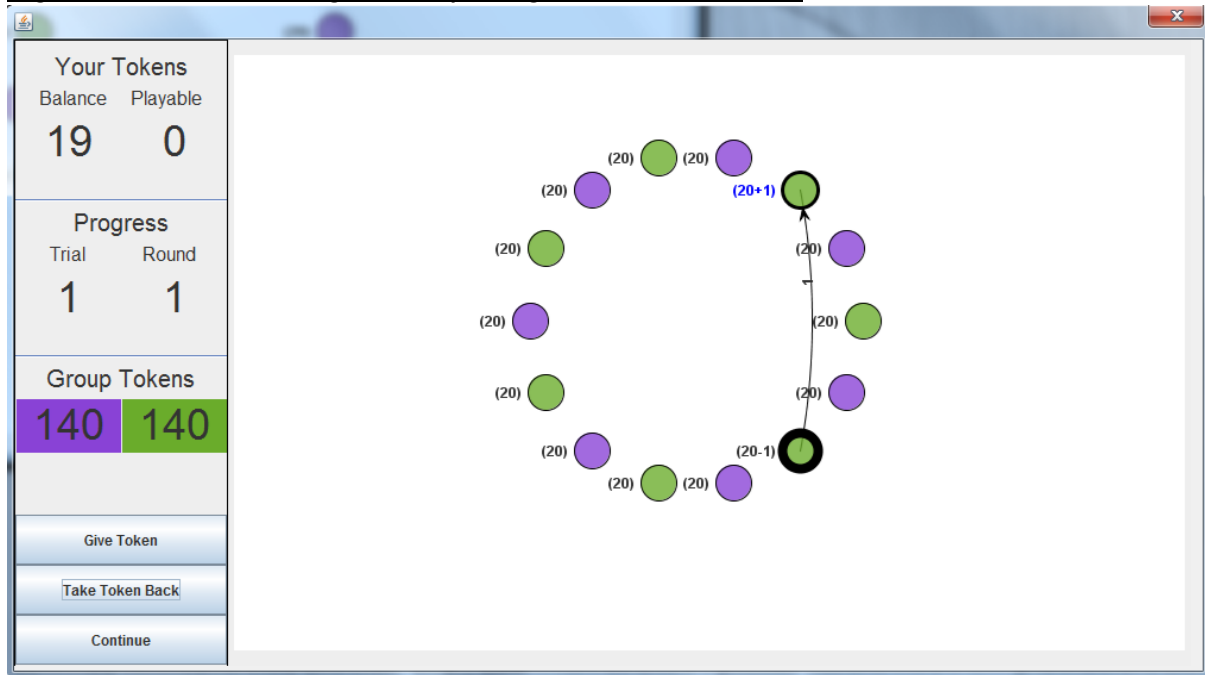 Your Tokens
Balance Playable
19 0
Progress
Trial Round
1 1
Group Tokens
140 140
Give Token
Take Token Back
Continue
(20) (20)
(20) (20+1)
(20) (20)
1
(20) (20)
(20) (20)
(20) (20-1)
(20) (20)